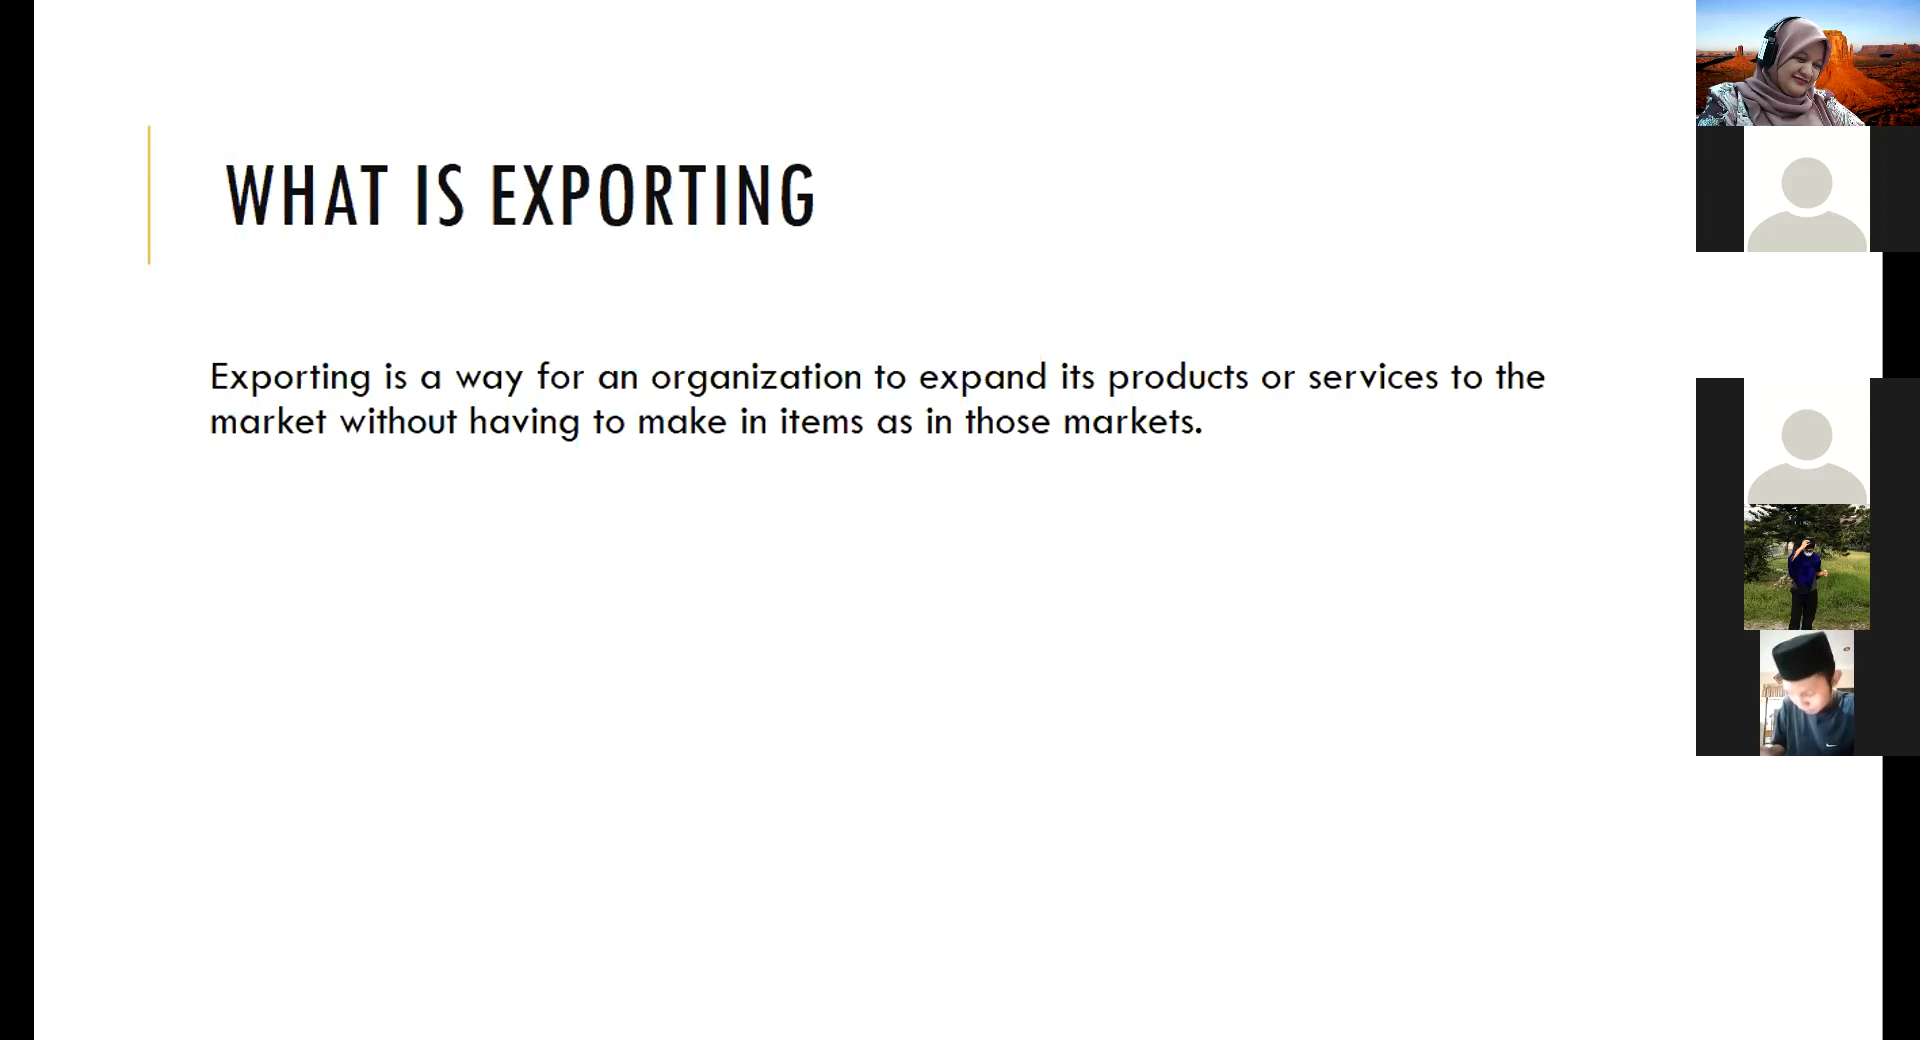 WHAT IS EXPORTING
Exporting is a way for an organization to expand its products or services to the
market without having to make in items as in those markets.